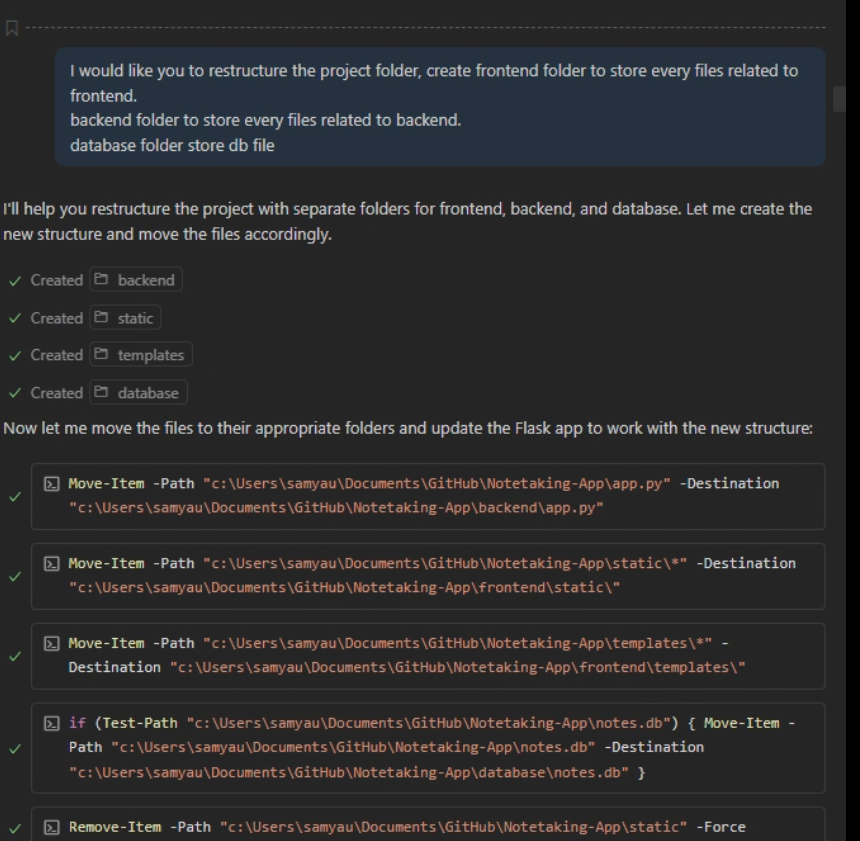 I would like you to restructure the project folder, create frontend folder to store every files related to
frontend.
backend folder to store every files related to backend.
database folder store db file
I'll help you restructure the project with separate folders for frontend, backend, and database. Let me create the
new structure and move the files accordingly.
Created backend
Created static
Created templates
Created database
Now let me move the files to their appropriate folders and update the Flask app to work with the new structure:
Move-Item -Path "c:\Users\samyau\Documents\GitHub\Notetaking-App\app.py" -Destination
"c:\Users\samyau\Documents\GitHub\Notetaking-App\backend\app.py"
Move-Item -Path "c:\Users\samyau\Documents\GitHub\Notetaking-App\static\*" -Destination
"c:\Users\samyau\Documents\GitHub\Notetaking-App\frontend\static\"
Move-Item -Path "c:\Users\samyau\Documents\GitHub\Notetaking-App\templates\*" -
Destination "c:\Users\samyau\Documents\GitHub\Notetaking-App\frontend\templates\"
if (Test-Path "c:\Users\samyau\Documents\GitHub\Notetaking-App\notes.db") { Move-Item -
Path "c:\Users\samyau\Documents\GitHub\Notetaking-App\notes.db" -Destination
"c:\Users\samyau\Documents\GitHub\Notetaking-App\database\notes.db" }
Remove-Item -Path "c:\Users\samyau\Documents\GitHub\Notetaking-App\static" -Force